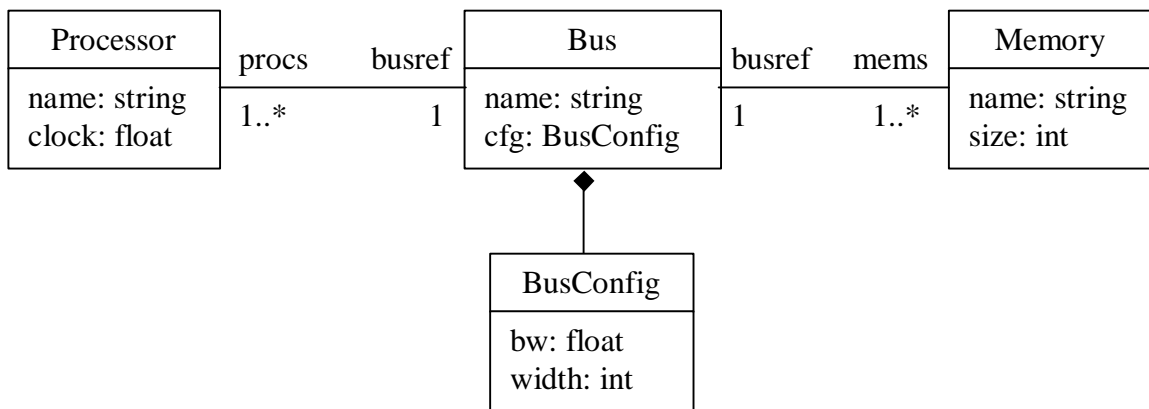 Processor
name: string
clock: float
procs
1..*
busref
1
Bus
name: string
cfg: BusConfig
busref
1
mems
1..*
Memory
name: string
size: int
BusConfig
bw: float
width: int